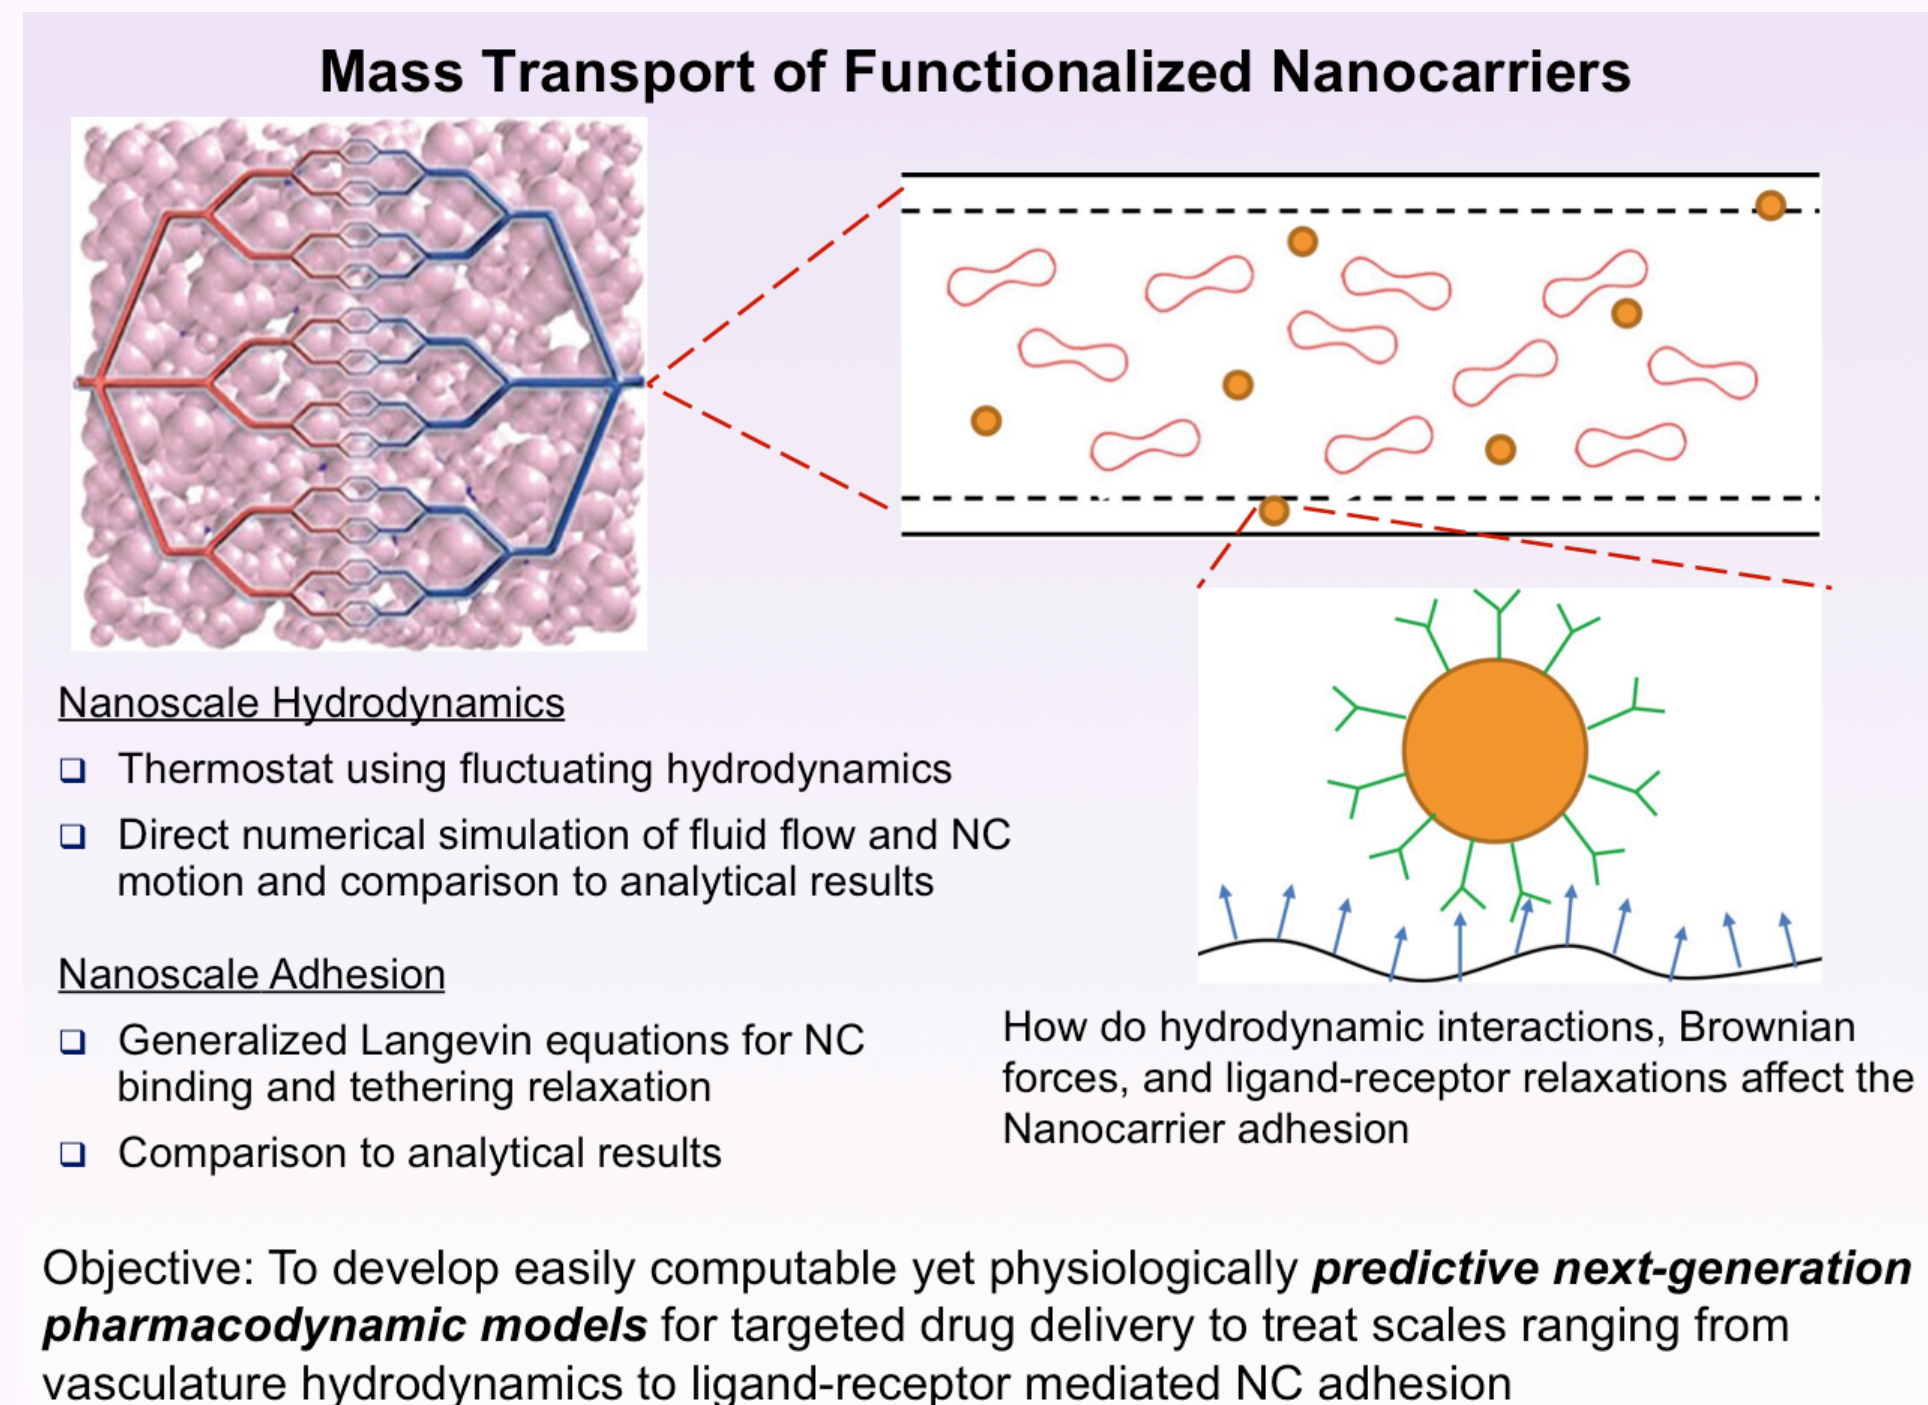 Mass Transport of Functionalized Nanocarriers
Nanoscale Hydrodynamics
❑ Thermostat using fluctuating hydrodynamics
❑ Direct numerical simulation of fluid flow and NC
motion and comparison to analytical results
Nanoscale Adhesion
❑ Generalized Langevin equations for NC
binding and tethering relaxation
❑ Comparison to analytical results
How do hydrodynamic interactions, Brownian
forces, and ligand-receptor relaxations affect the
Nanocarrier adhesion
Objective: To develop easily computable yet physiologically predictive next-generation
pharmacodynamic models for targeted drug delivery to treat scales ranging from
vasculature hydrodynamics to ligand-receptor mediated NC adhesion